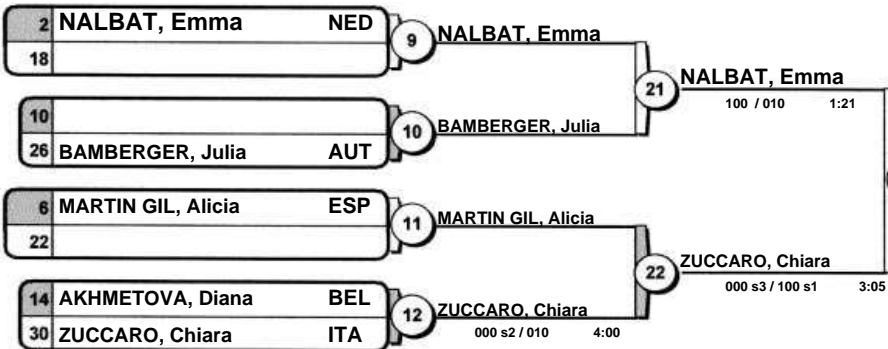 2 NALBAT, Emma NED
18
9 NALBAT, Emma
10
26 BAMBERGER, Julia AUT
10 BAMBERGER, Julia
21 NALBAT, Emma
100 / 010 1:21
6 MARTIN GIL, Alicia ESP
22
11 MARTIN GIL, Alicia
14 AKHMETOVA, Diana BEL
30 ZUCCARO, Chiara ITA
12 ZUCCARO, Chiara
000 s2 / 010 4:00
22 ZUCCARO, Chiara
000 s3 / 100 s1 3:05